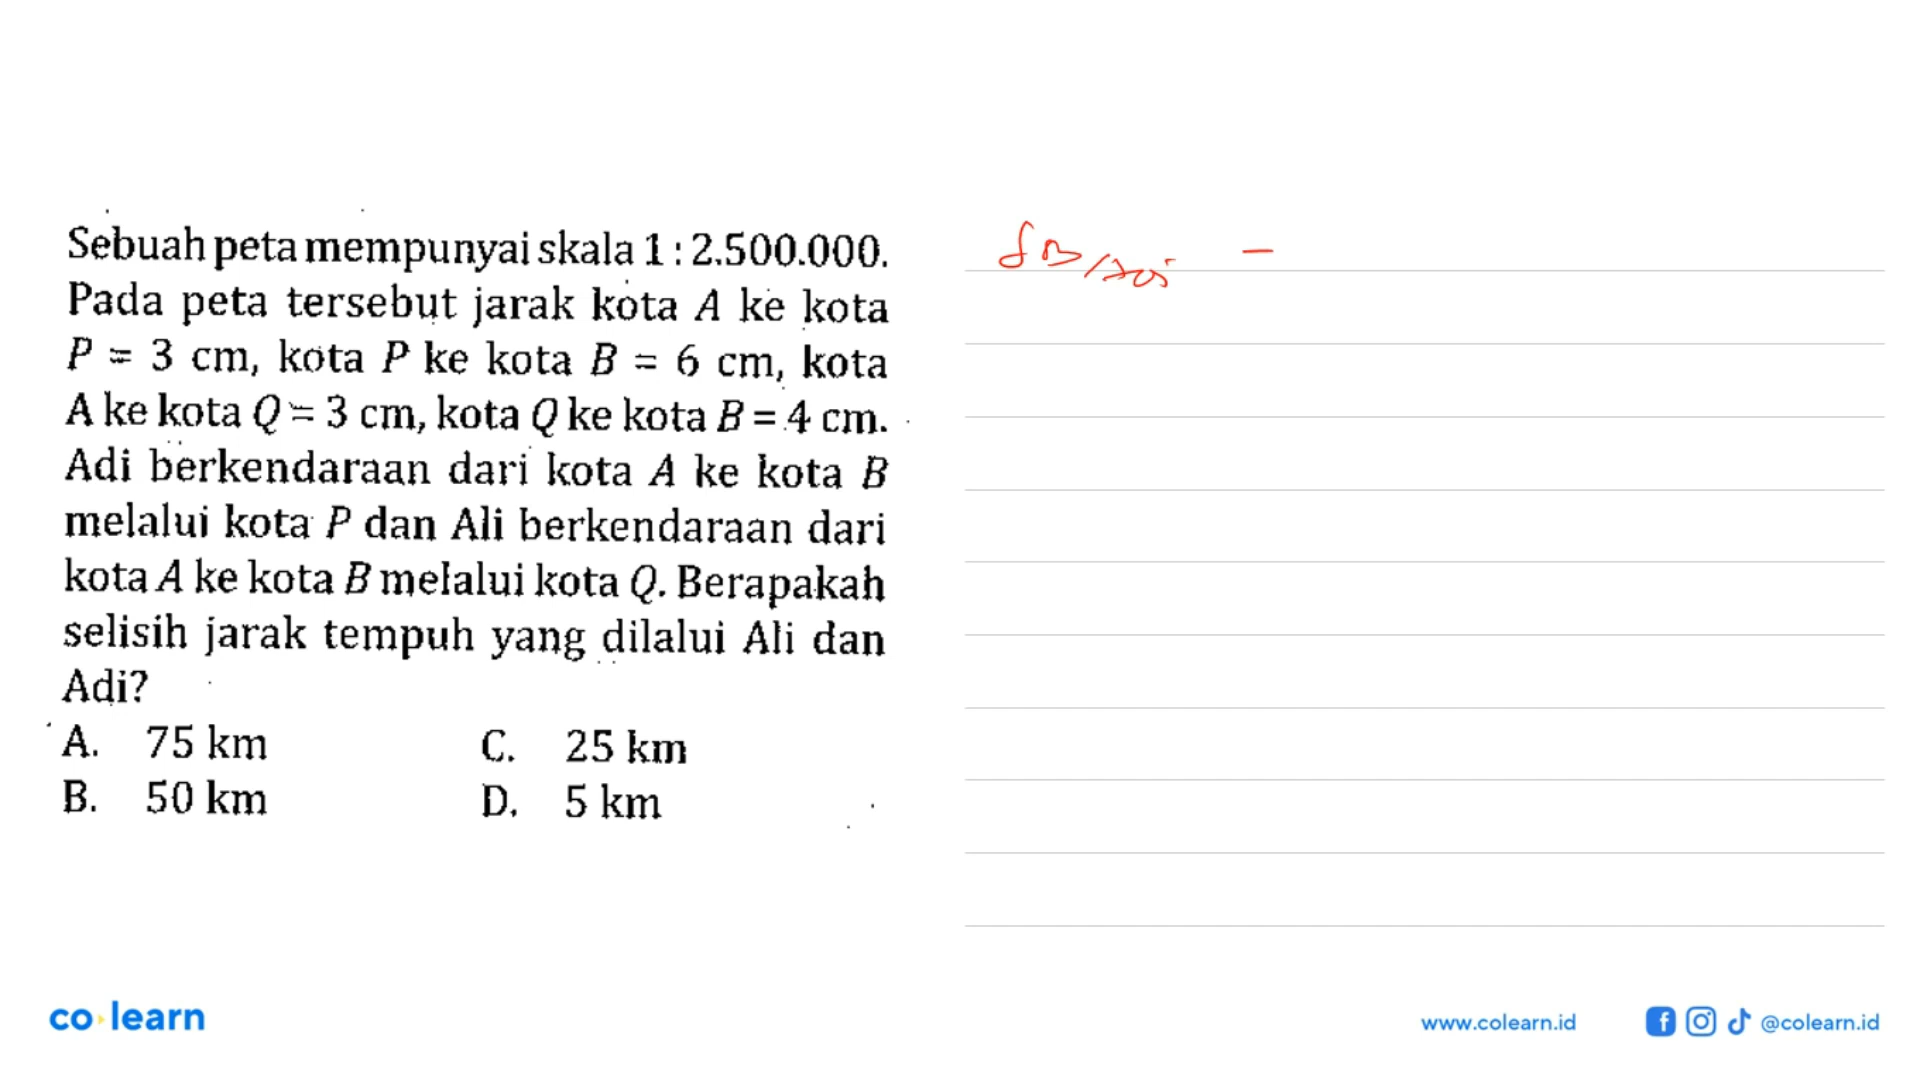 Sebuah peta mempunyai skala 1 : 2.500.000.
Pada peta tersebut jarak kota A ke kota
P = 3 cm, kota P ke kota B = 6 cm, kota
A ke kota Q = 3 cm, kota Q ke kota B = 4 cm.
Adi berkendaraan dari kota A ke kota B
melalui kota P dan Ali berkendaraan dari
kota A ke kota B melalui kota Q. Berapakah
selisih jarak tempuh yang dilalui Ali dan
Adi?
A. 75 km C. 25 km
B. 50 km D. 5 km
co learn
www.colearn.id @colearn.id